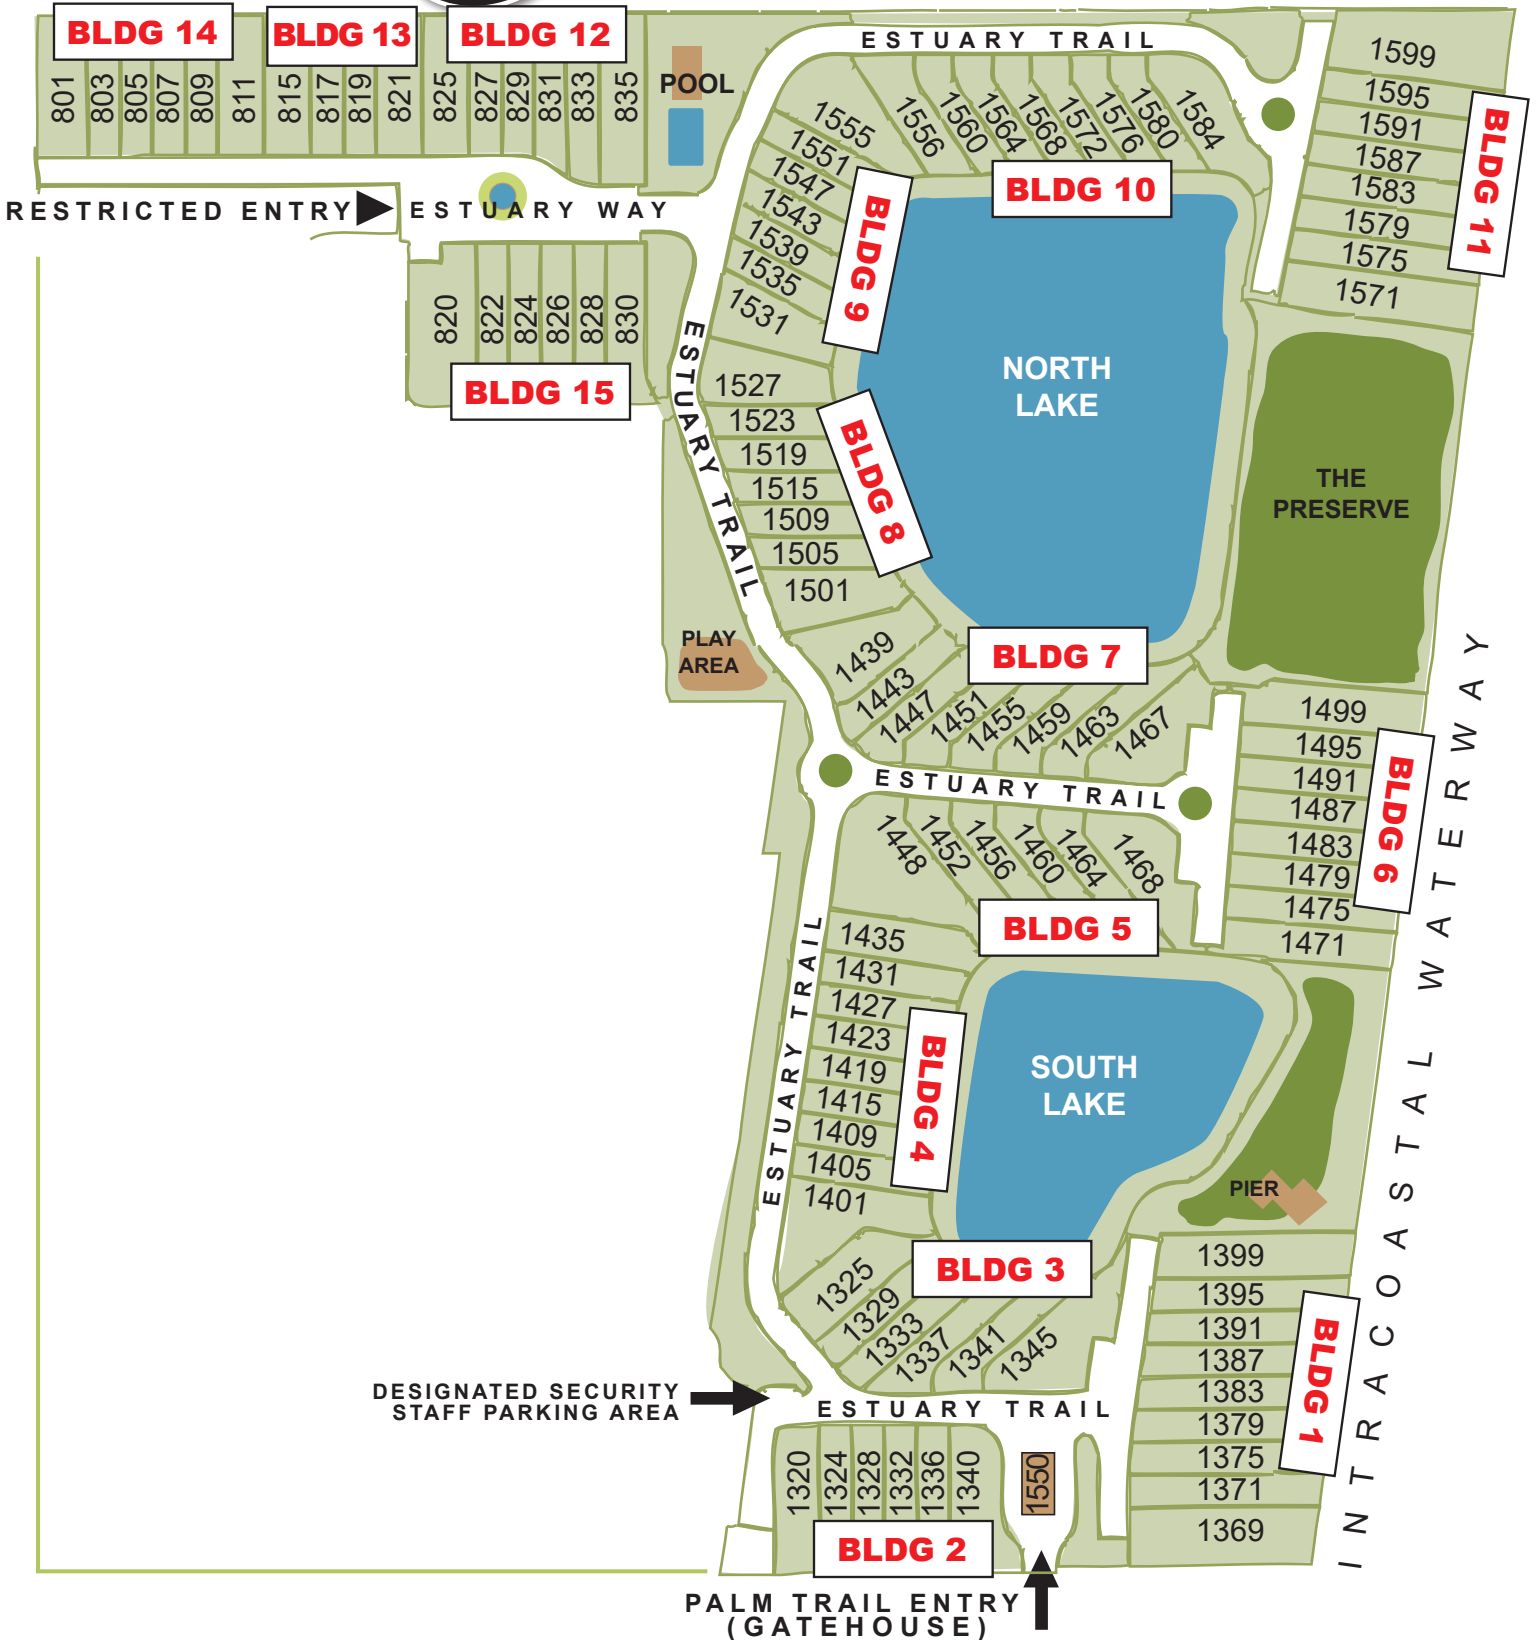 BLDG 14
BLDG 13
BLDG 12
801
803
805
807
809
811
815
817
819
821
825
827
829
831
833
835
POOL
ESTUARY TRAIL
RESTRICTED ENTRY
ESTUARY WAY
820
822
824
826
828
830
BLDG 15
1555
1551
1547
1543
1539
1535
1531
BLDG 9
1556
1560
1564
1568
1572
1576
1580
1584
BLDG 10
1599
1595
1591
1587
1583
1579
1575
1571
BLDG 11
ESTUARY TRAIL
1527
1523
1519
1515
1509
1505
1501
BLDG 8
NORTH
LAKE
THE
PRESERVE
PLAY
AREA
1439
1443
1447
1451
1455
1459
1463
1467
BLDG 7
1499
1495
1491
1487
1483
1479
1475
1471
BLDG 6
ESTUARY TRAIL
1448
1452
1456
1460
1464
1468
BLDG 5
ESTUARY TRAIL
1435
1431
1427
1423
1419
1415
1409
1405
1401
BLDG 4
SOUTH
LAKE
PIER
INTRACOASTAL WATERWAY
1325
1329
1333
1337
1341
1345
BLDG 3
1399
1395
1391
1387
1383
1379
1375
1371
1369
BLDG 1
DESIGNATED SECURITY
STAFF PARKING AREA
ESTUARY TRAIL
1320
1324
1328
1332
1336
1340
BLDG 2
1550
PALM TRAIL ENTRY
(GATEHOUSE)